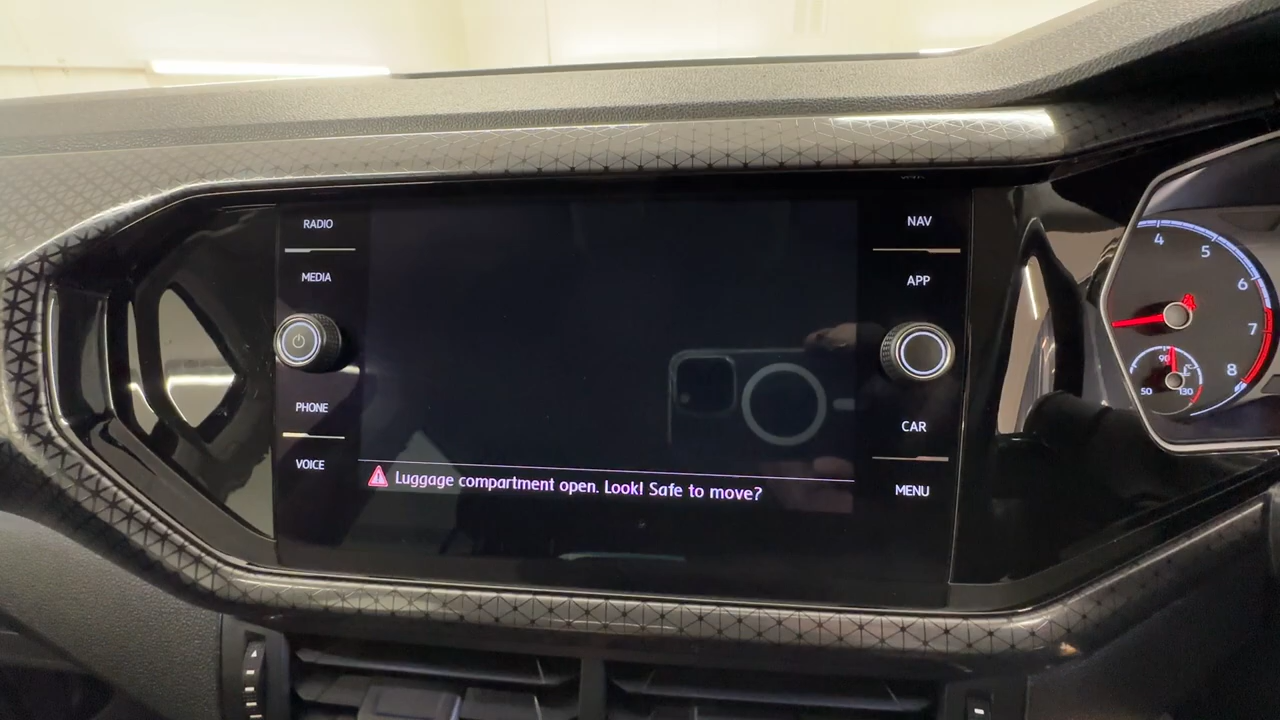 RADIO
MEDIA
PHONE
VOICE
NAV
APP
CAR
MENU
Luggage compartment open. Look! Safe to move?
4
5
6
7
8
50
90
130